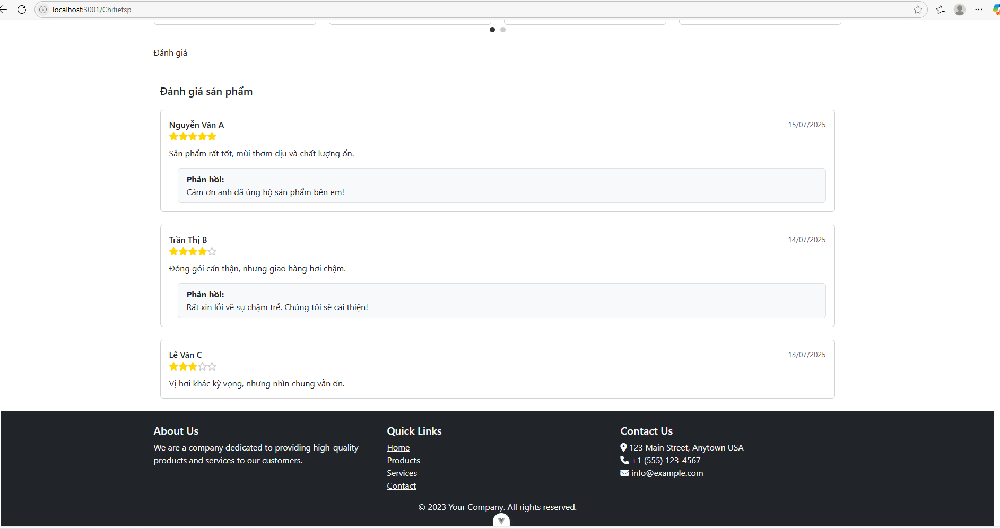 localhost:3001/Chitietsp
Đánh giá
Đánh giá sản phẩm
Nguyễn Văn A
15/07/2025
Sản phẩm rất tốt, mùi thơm dịu và chất lượng ổn.
Phản hồi:
Cảm ơn anh đã ủng hộ sản phẩm bên em!
Trần Thị B
14/07/2025
Đóng gói cẩn thận, nhưng giao hàng hơi chậm.
Phản hồi:
Rất xin lỗi về sự chậm trễ. Chúng tôi sẽ cải thiện!
Lê Văn C
13/07/2025
Vị hơi khác kỳ vọng, nhưng nhìn chung vẫn ổn.
About Us
We are a company dedicated to providing high-quality
products and services to our customers.
Quick Links
Home
Products
Services
Contact
Contact Us
123 Main Street, Anytown USA
+1 (555) 123-4567
info@example.com
© 2023 Your Company. All rights reserved.